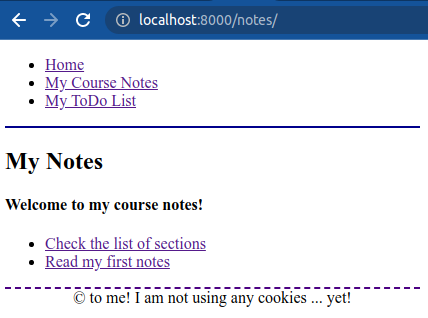 localhost:8000/notes/
Home
My Course Notes
My ToDo List
My Notes
Welcome to my course notes!
Check the list of sections
Read my first notes
© to me! I am not using any cookies ... yet!